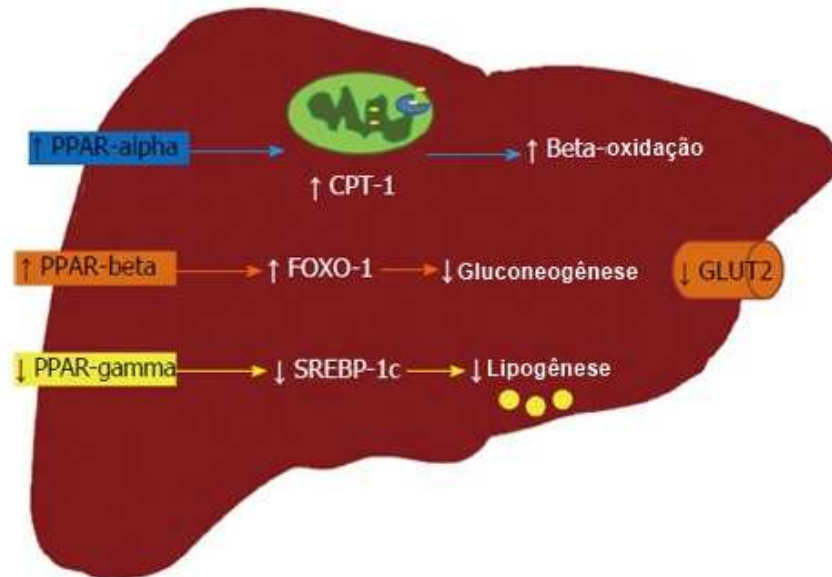 ↑ PPAR-alpha
↑ CPT-1
↑ Beta-oxidação
↑ PPAR-beta
↑ FOXO-1
↓ Gluconeogênese
↓ GLUT2
↓ PPAR-gamma
↓ SREBP-1c
↓ Lipogênese